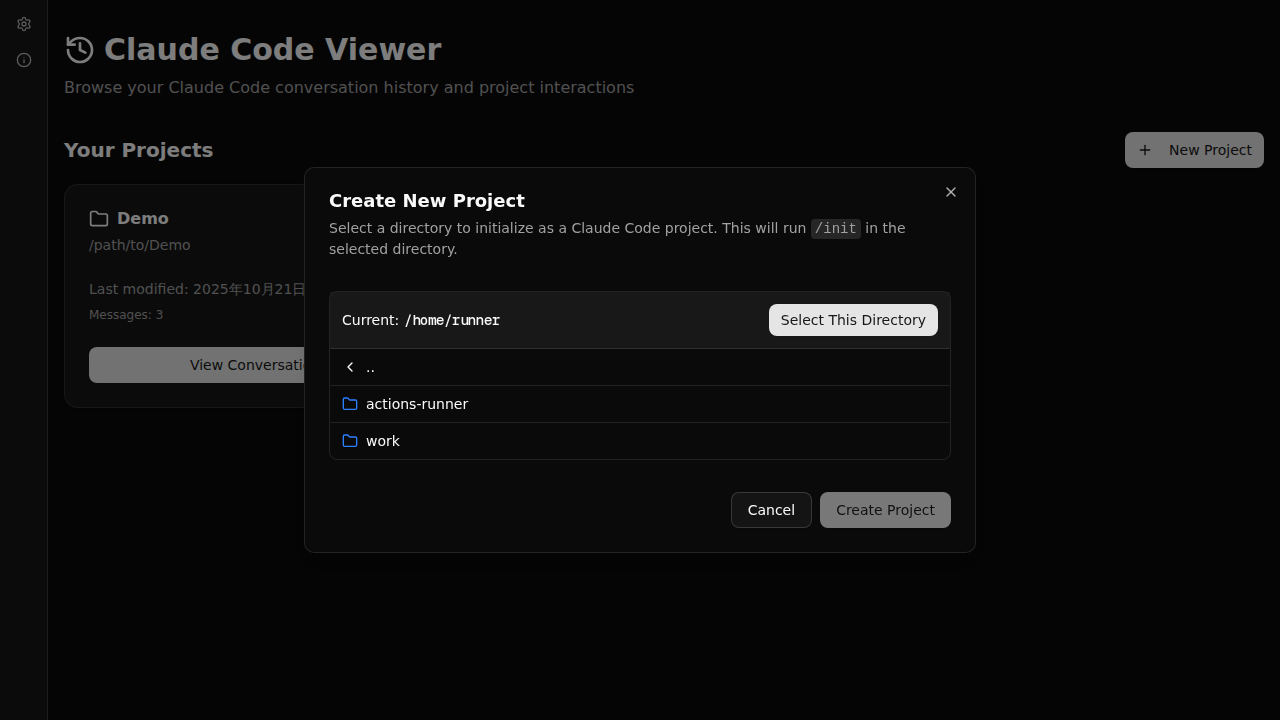 Claude Code Viewer
Browse your Claude Code conversation history and project interactions
Your Projects
New Project
Demo
/path/to/Demo
Last modified: 2025年10月21日
Messages: 3
Create New Project
Select a directory to initialize as a Claude Code project. This will run /init in the
selected directory.
Current: /home/runner
Select This Directory
..
actions-runner
work
Cancel
Create Project